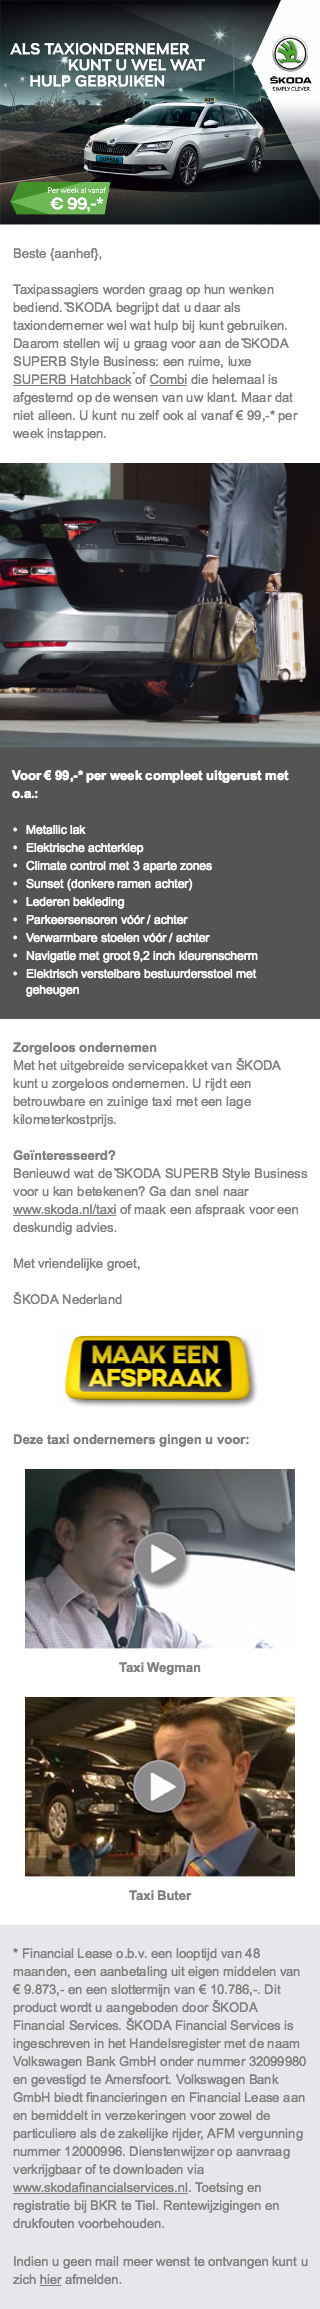 ALS TAXIONDERNEMER
KUNT U WEL WAT
HULP GEBRUIKEN
ŠKODA
SIMPLY CLEVER
SUPERB
Per week al vanaf
€ 99,-*
Beste {aanhef},
Taxipassagiers worden graag op hun wenken
bediend. ŠKODA begrijpt dat u daar als
taxiondernemer wel wat hulp bij kunt gebruiken.
Daarom stellen wij u graag voor aan de ŠKODA
SUPERB Style Business: een ruime, luxe
SUPERB Hatchback of Combi die helemaal is
afgestemd op de wensen van uw klant. Maar dat
niet alleen. U kunt nu zelf ook al vanaf € 99,-* per
week instappen.
SUPERB
Voor € 99,-* per week compleet uitgerust met
o.a.:
• Metallic lak
• Elektrische achterklep
• Climate control met 3 aparte zones
• Sunset (donkere ramen achter)
• Lederen bekleding
• Parkeersensoren vóór / achter
• Verwarmbare stoelen vóór / achter
• Navigatie met groot 9,2 inch kleurenscherm
• Elektrisch verstelbare bestuurdersstoel met
geheugen
Zorgeloos ondernemen
Met het uitgebreide servicepakket van ŠKODA
kunt u zorgeloos ondernemen. U rijdt een
betrouwbare en zuinige taxi met een lage
kilometerkostprijs.
Geïnteresseerd?
Benieuwd wat de ŠKODA SUPERB Style Business
voor u kan betekenen? Ga dan snel naar
www.skoda.nl/taxi of maak een afspraak voor een
deskundig advies.
Met vriendelijke groet,
ŠKODA Nederland
MAAK EEN
AFSPRAAK
Deze taxi ondernemers gingen u voor:
Taxi Wegman
Taxi Buter
* Financial Lease o.b.v. een looptijd van 48
maanden, een aanbetaling uit eigen middelen van
€ 9.873,- en een slottermijn van € 10.786,-. Dit
product wordt u aangeboden door ŠKODA
Financial Services. ŠKODA Financial Services is
ingeschreven in het Handelsregister met de naam
Volkswagen Bank GmbH onder nummer 32099980
en gevestigd te Amersfoort. Volkswagen Bank
GmbH biedt financieringen en Financial Lease aan
en bemiddelt in verzekeringen voor zowel de
particuliere als de zakelijke rijder, AFM vergunning
nummer 12000996. Dienstenwijzer op aanvraag
verkrijgbaar of te downloaden via
www.skodafinancialservices.nl. Toetsing en
registratie bij BKR te Tiel. Rentewijzigingen en
drukfouten voorbehouden.
Indien u geen mail meer wenst te ontvangen kunt u
zich hier afmelden.